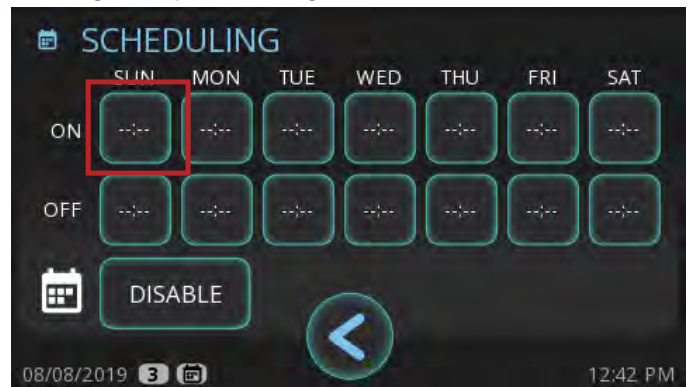 SCHEDULING
SUN MON TUE WED THU FRI SAT
ON --:-- --:-- --:-- --:-- --:-- --:-- --:--
OFF --:-- --:-- --:-- --:-- --:-- --:-- --:--
DISABLE
08/08/2019 3 12:42 PM